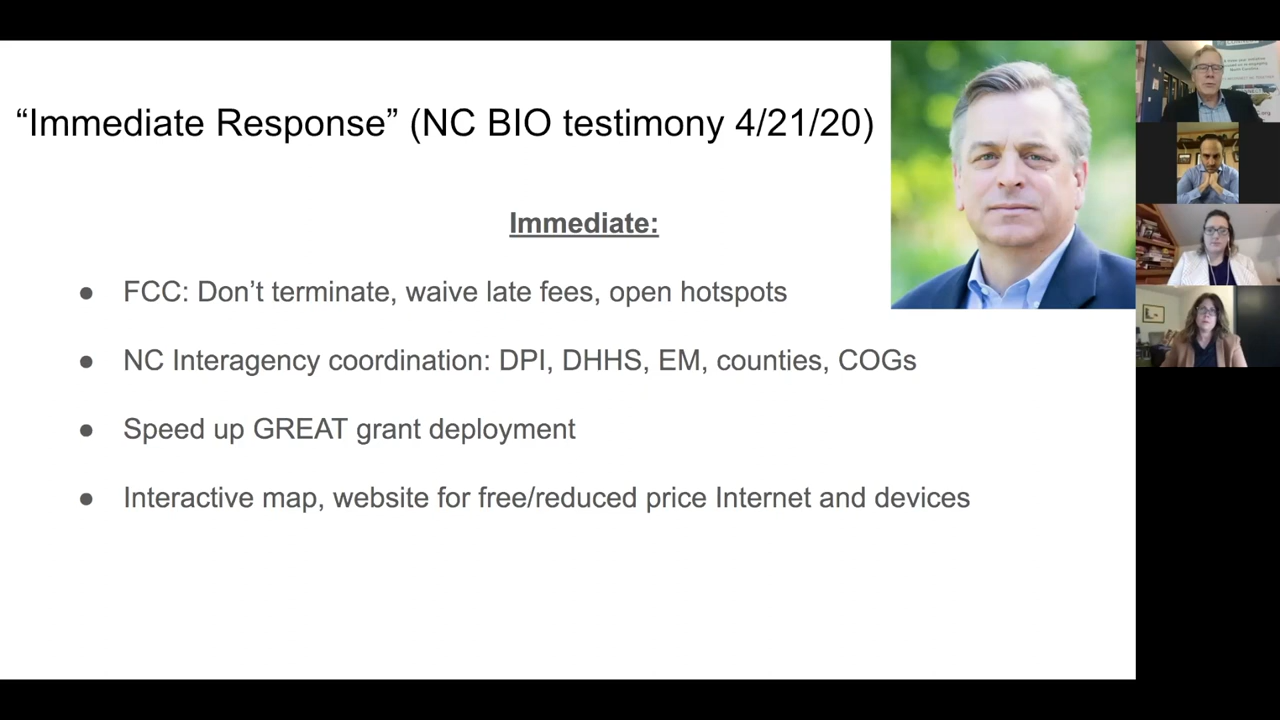 “Immediate Response” (NC BIO testimony 4/21/20)
Immediate:
● FCC: Don’t terminate, waive late fees, open hotspots
● NC Interagency coordination: DPI, DHHS, EM, counties, COGs
● Speed up GREAT grant deployment
● Interactive map, website for free/reduced price Internet and devices